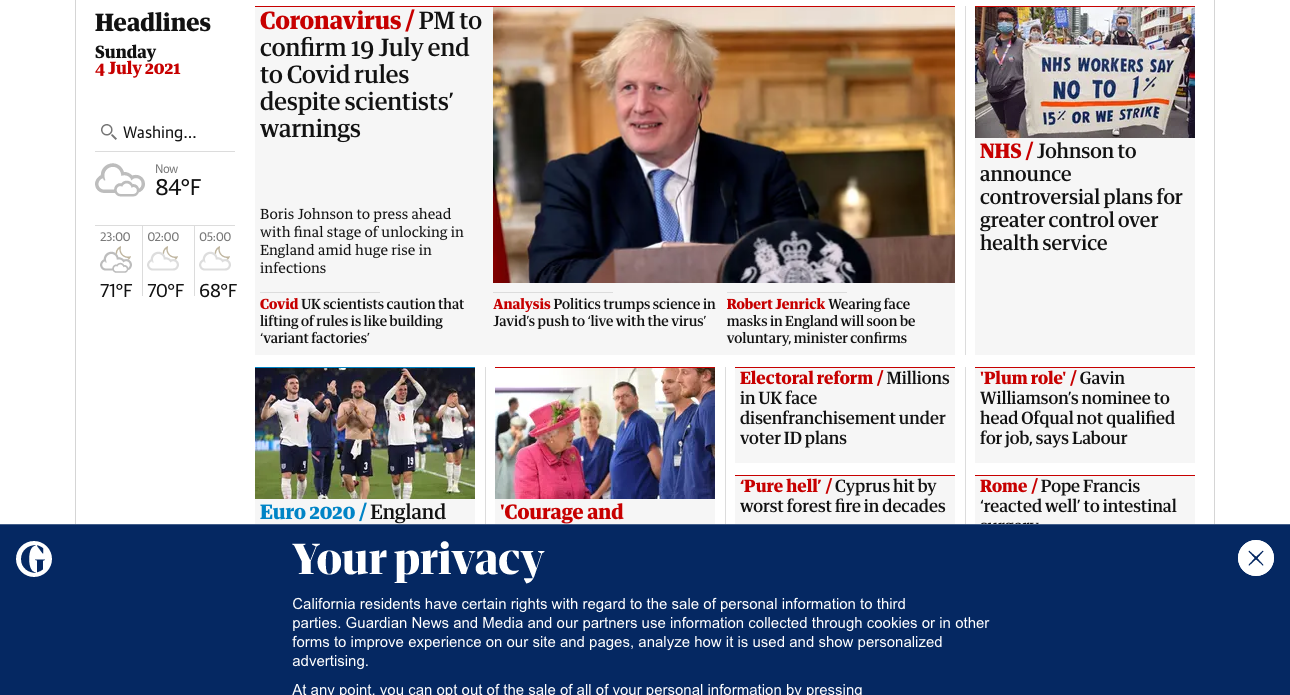 Headlines
Sunday
4 July 2021
Washing...
Now
84°F
23:00
02:00
05:00
71°F
70°F
68°F
Coronavirus / PM to
confirm 19 July end
to Covid rules
despite scientists’
warnings
Boris Johnson to press ahead
with final stage of unlocking in
England amid huge rise in
infections
Covid UK scientists caution that
lifting of rules is like building
‘variant factories’
Analysis Politics trumps science in
Javid’s push to ‘live with the virus’
Robert Jenrick Wearing face
masks in England will soon be
voluntary, minister confirms
NHS WORKERS SAY
NO TO 1%
15% OR WE STRIKE
NHS / Johnson to
announce
controversial plans for
greater control over
health service
4
3
19
Euro 2020 / England
'Courage and
Electoral reform / Millions
in UK face
disenfranchisement under
voter ID plans
‘Pure hell’ / Cyprus hit by
worst forest fire in decades
'Plum role' / Gavin
Williamson’s nominee to
head Ofqual not qualified
for job, says Labour
Rome / Pope Francis
‘reacted well’ to intestinal
surgery
G
Your privacy
California residents have certain rights with regard to the sale of personal information to third
parties. Guardian News and Media and our partners use information collected through cookies or in other
forms to improve experience on our site and pages, analyze how it is used and show personalized
advertising.
At any point, you can opt out of the sale of all of your personal information by pressing